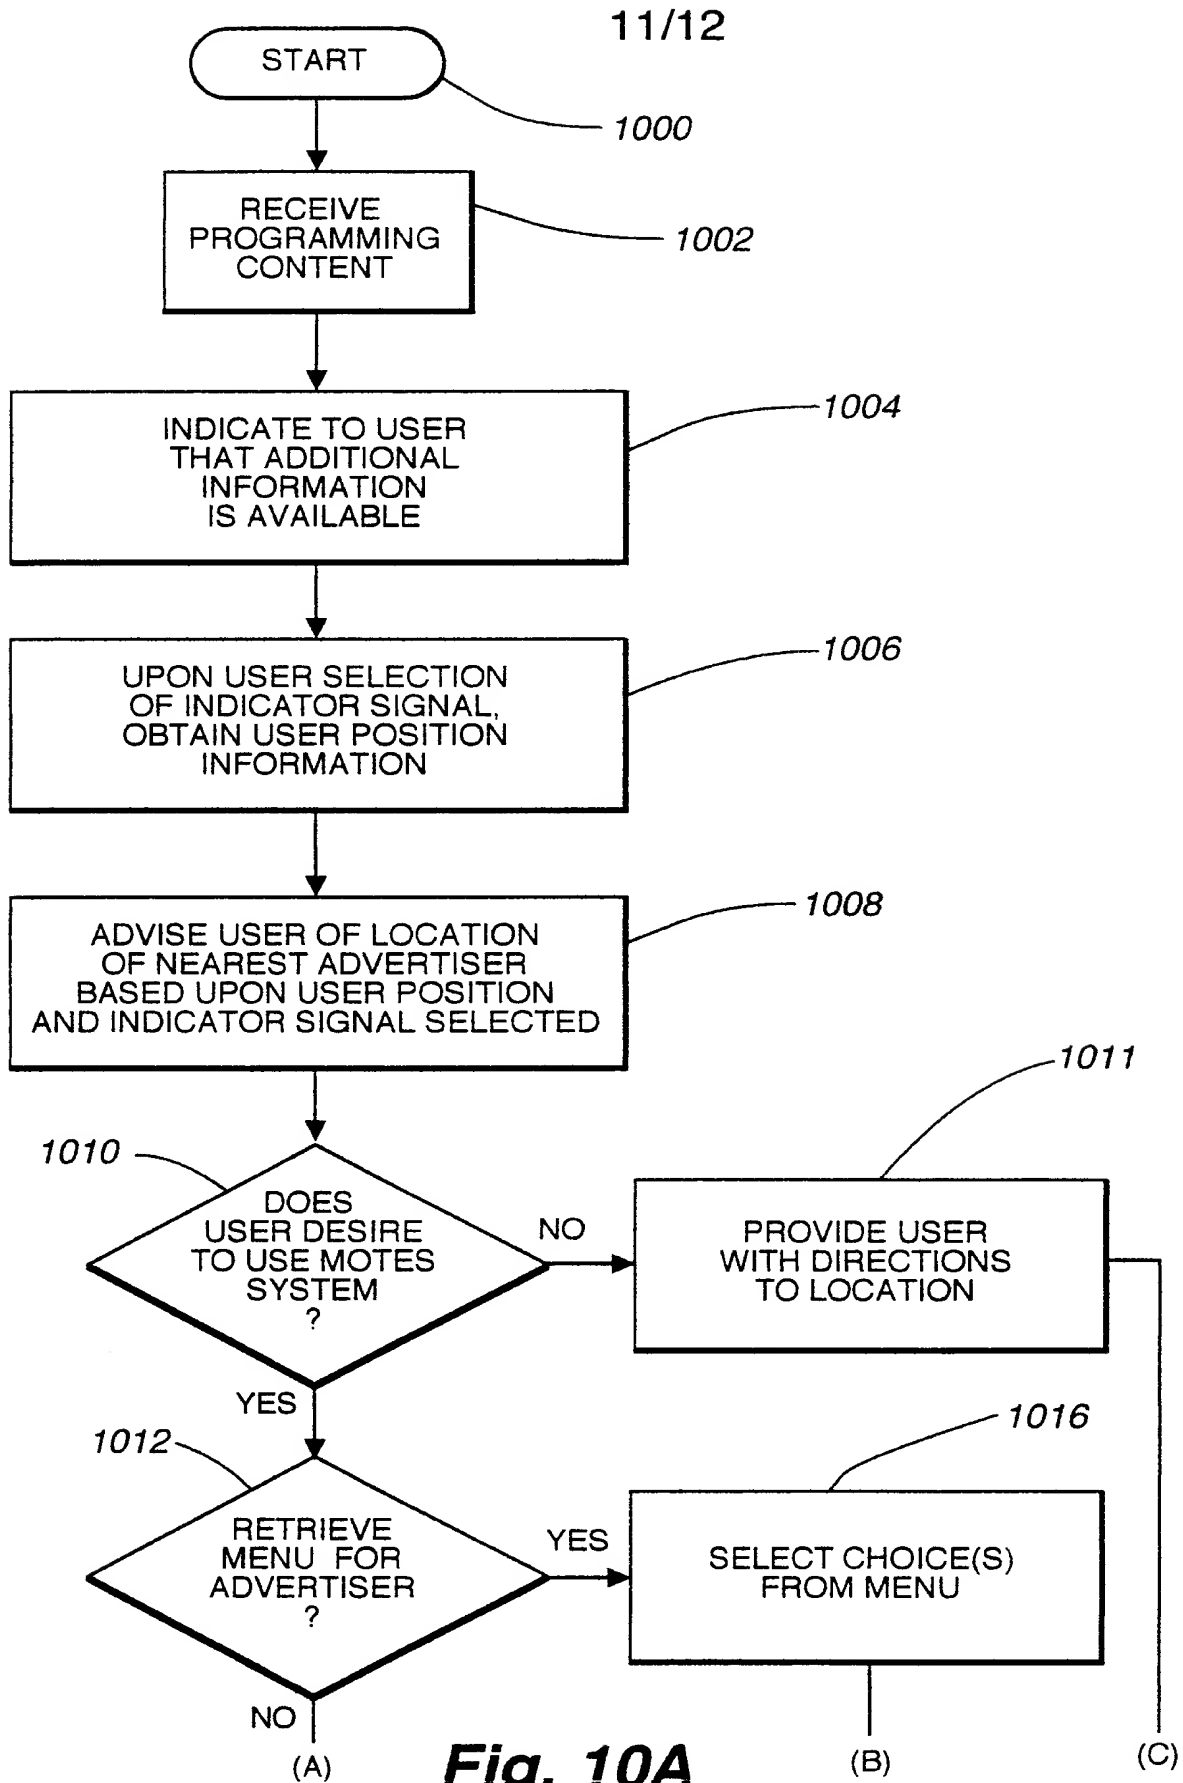 11/12
START
1000
RECEIVE
PROGRAMMING
CONTENT
1002
1004
INDICATE TO USER
THAT ADDITIONAL
INFORMATION
IS AVAILABLE
1006
UPON USER SELECTION
OF INDICATOR SIGNAL,
OBTAIN USER POSITION
INFORMATION
1008
ADVISE USER OF LOCATION
OF NEAREST ADVERTISER
BASED UPON USER POSITION
AND INDICATOR SIGNAL SELECTED
1010
DOES
USER DESIRE
TO USE MOTES
SYSTEM
?
NO
1011
PROVIDE USER
WITH DIRECTIONS
TO LOCATION
YES
1012
RETRIEVE
MENU FOR
ADVERTISER
?
YES
1016
SELECT CHOICE(S)
FROM MENU
NO
(A)
Fig. 10A
(B)
(C)